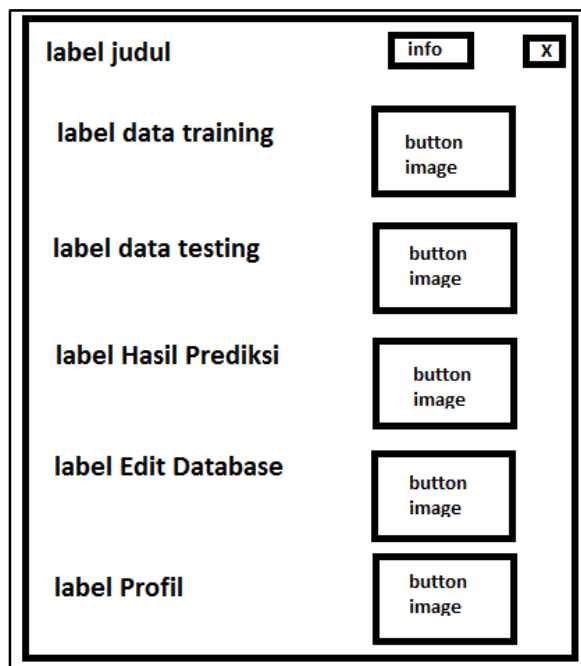 label judul
info
X
label data training
button
image
label data testing
button
image
label Hasil Prediksi
button
image
label Edit Database
button
image
label Profil
button
image